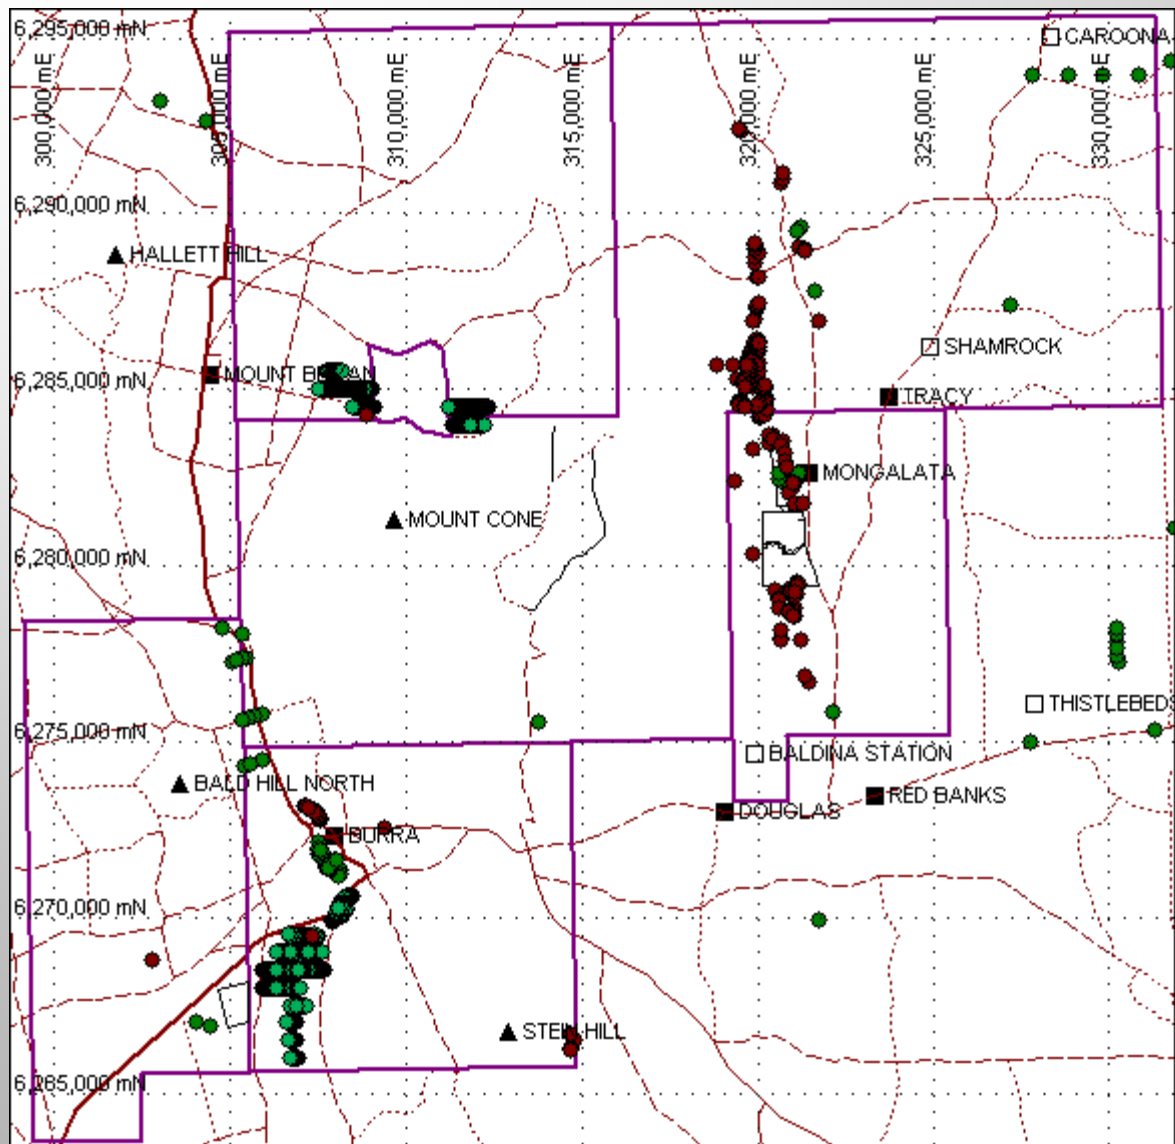 6,295,000 mN
CAROONA
300,000 mE
305,000 mE
310,000 mE
315,000 mE
320,000 mE
325,000 mE
330,000 mE
6,290,000 mN
HALLETT HILL
SHAMROCK
6,285,000 mN
MOUNT BRYAN
TRACY
MONGALATA
MOUNT CONE
6,280,000 mN
THISTLEBEDS
6,275,000 mN
BALDINA STATION
BALD HILL NORTH
RED BANKS
DOUGLAS
BURRA
6,270,000 mN
STEIN HILL
6,265,000 mN